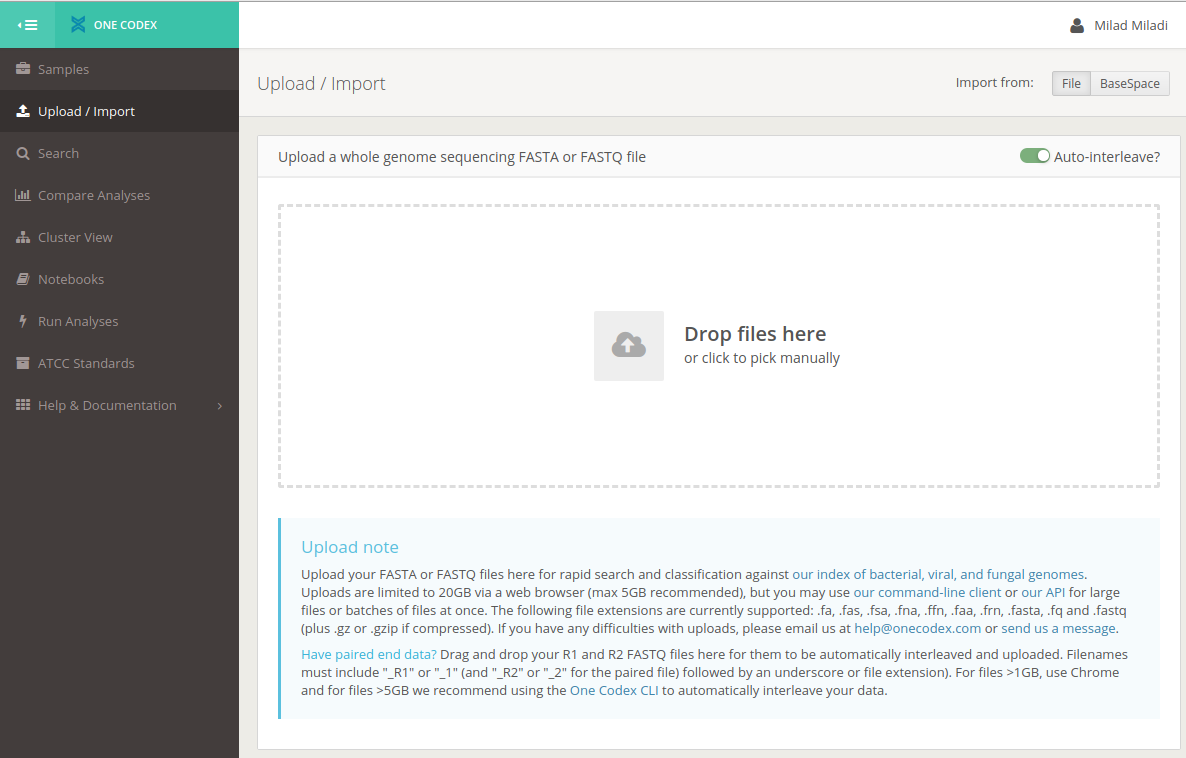 ONE CODEX
Milad Miladi
Samples
Upload / Import
Search
Compare Analyses
Cluster View
Notebooks
Run Analyses
ATCC Standards
Help & Documentation
Upload / Import
Import from:
File
BaseSpace
Upload a whole genome sequencing FASTA or FASTQ file
Auto-interleave?
Drop files here
or click to pick manually
Upload note
Upload your FASTA or FASTQ files here for rapid search and classification against our index of bacterial, viral, and fungal genomes.
Uploads are limited to 20GB via a web browser (max 5GB recommended), but you may use our command-line client or our API for large
files or batches of files at once. The following file extensions are currently supported: .fa, .fas, .fsa, .fna, .ffn, .faa, .frn, .fasta, .fq and .fastq
(plus .gz or .gzip if compressed). If you have any difficulties with uploads, please email us at help@onecodex.com or send us a message.
Have paired end data? Drag and drop your R1 and R2 FASTQ files here for them to be automatically interleaved and uploaded. Filenames
must include "_R1" or "_1" (and "_R2" or "_2" for the paired file) followed by an underscore or file extension). For files >1GB, use Chrome
and for files >5GB we recommend using the One Codex CLI to automatically interleave your data.